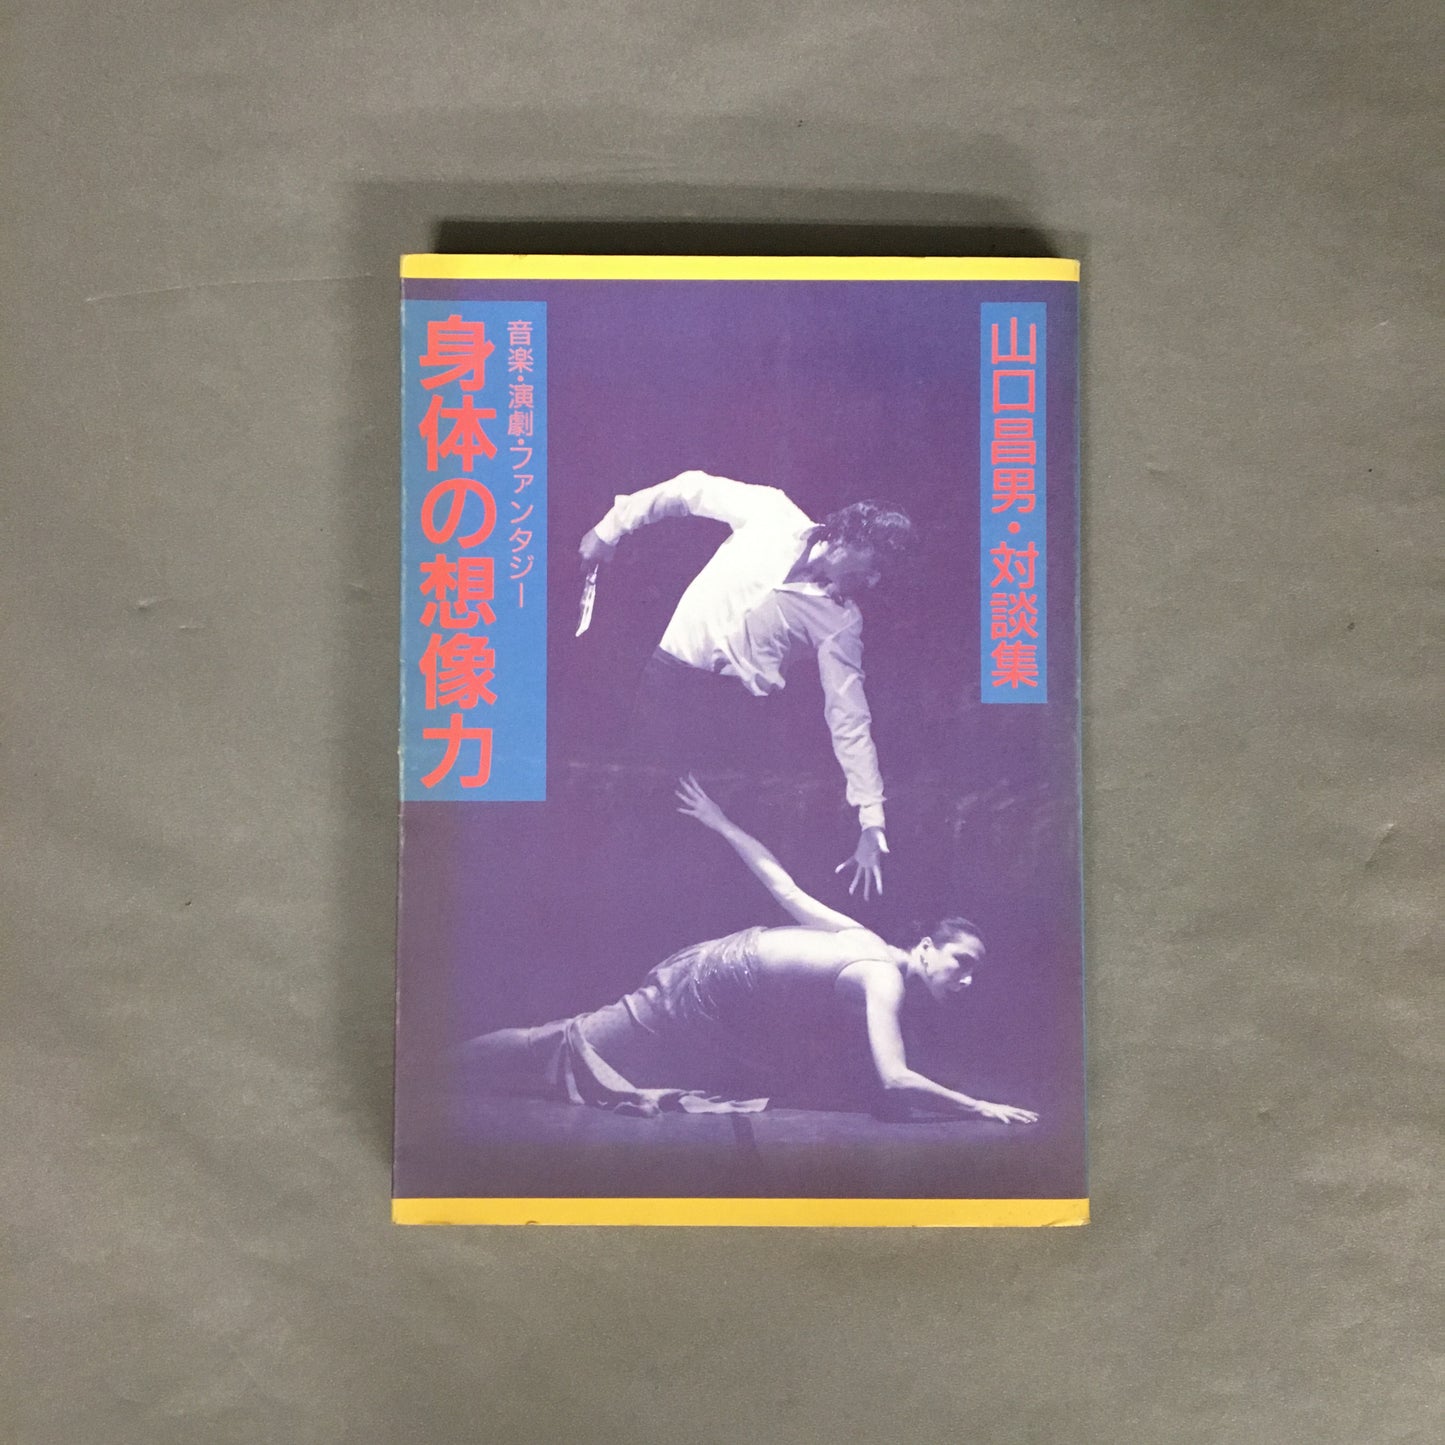 山口昌男・対談集
音楽・演劇・ファンタジー
身体の想像力